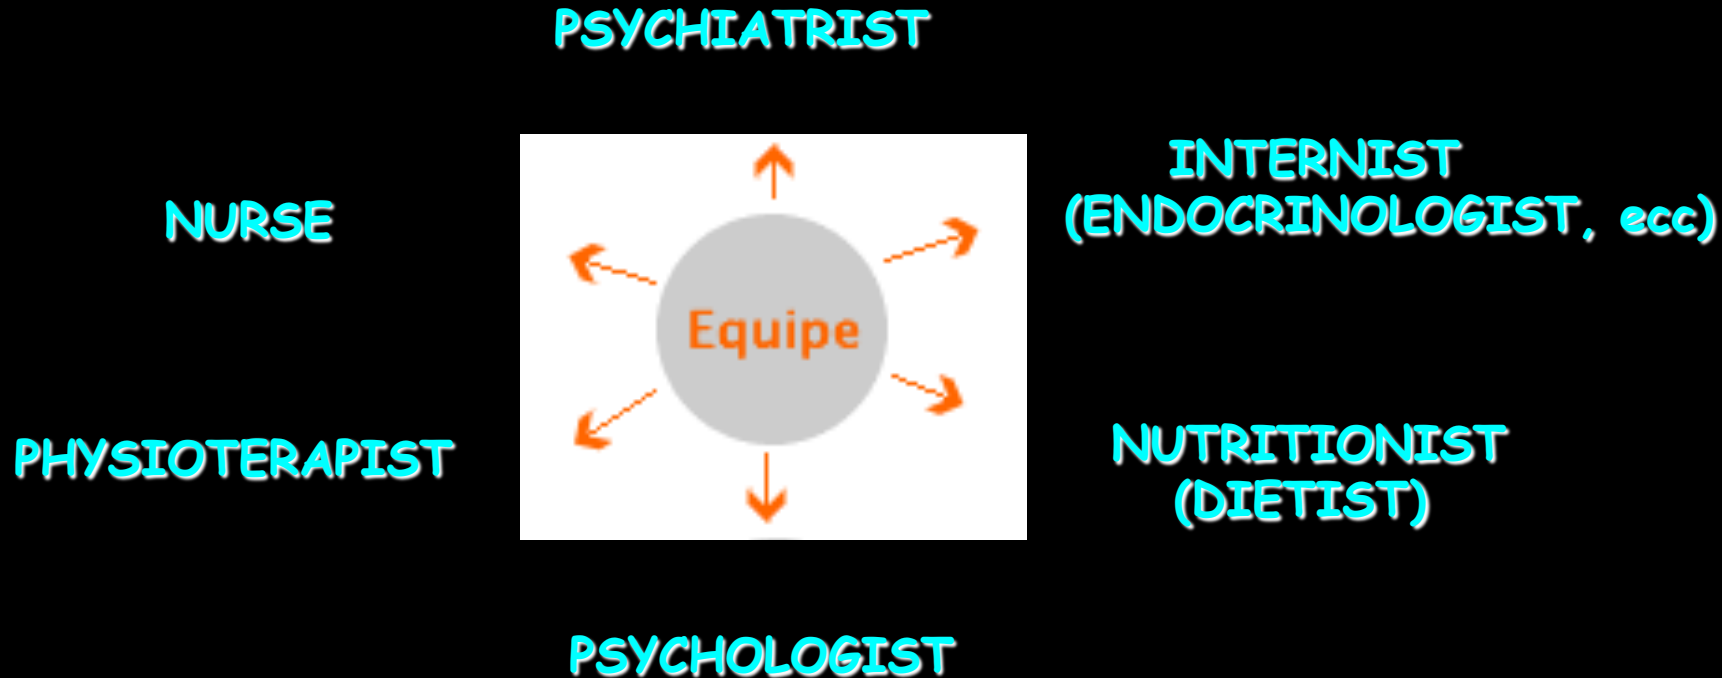 PSYCHIATRIST
INTERNIST
(ENDOCRINOLOGIST, ecc)
NURSE
Equipe
PHYSIOTERAPIST
NUTRITIONIST
(DIETIST)
PSYCHOLOGIST